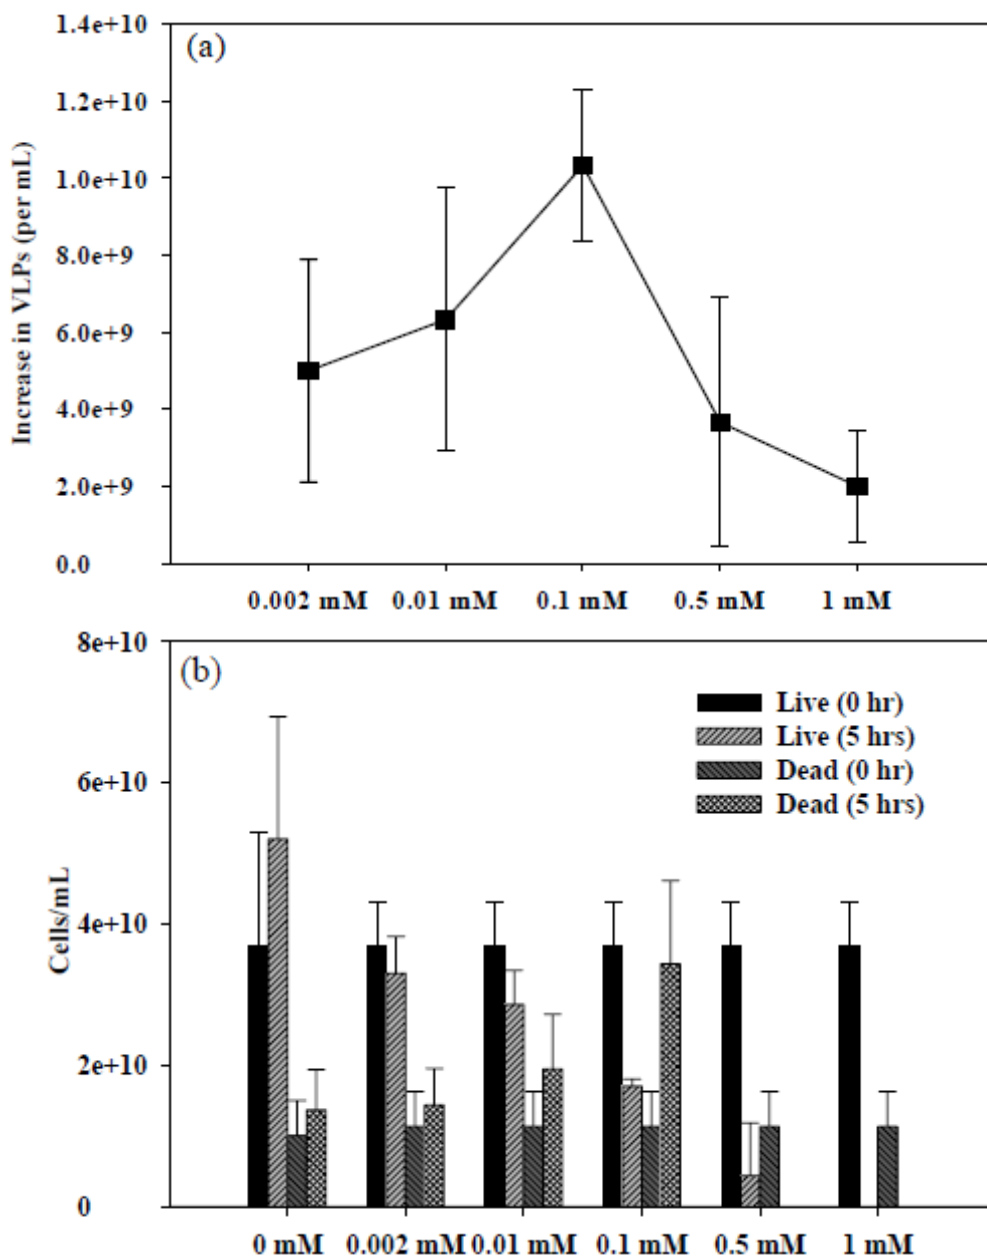 1.4e+10
(a)
1.2e+10
1.0e+10
8.0e+9
6.0e+9
4.0e+9
2.0e+9
0.0
Increase in VLPs (per mL)
0.002 mM 0.01 mM 0.1 mM 0.5 mM 1 mM
8e+10
(b)
6e+10
4e+10
2e+10
0
Cells/mL
Live (0 hr)
Live (5 hrs)
Dead (0 hr)
Dead (5 hrs)
0 mM 0.002 mM 0.01 mM 0.1 mM 0.5 mM 1 mM